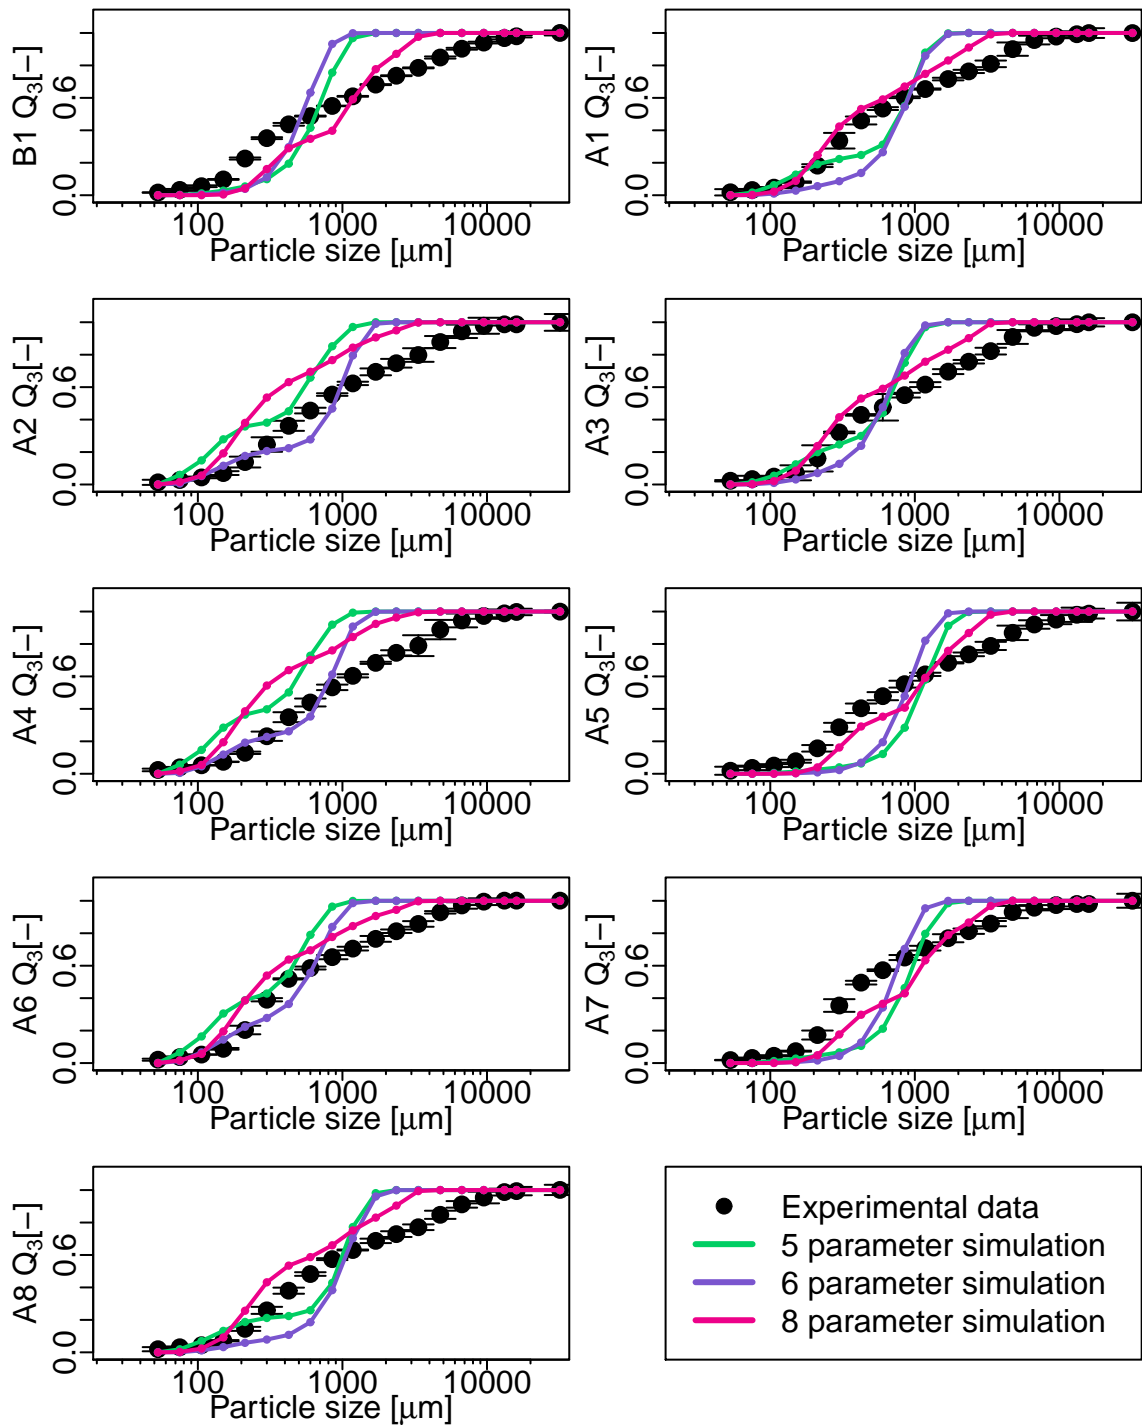 B1 Q3[−]
0.0 0.6
100 1000 10000
Particle size [μm]
A1 Q3[−]
0.0 0.6
100 1000 10000
Particle size [μm]
A2 Q3[−]
0.0 0.6
100 1000 10000
Particle size [μm]
A3 Q3[−]
0.0 0.6
100 1000 10000
Particle size [μm]
A4 Q3[−]
0.0 0.6
100 1000 10000
Particle size [μm]
A5 Q3[−]
0.0 0.6
100 1000 10000
Particle size [μm]
A6 Q3[−]
0.0 0.6
100 1000 10000
Particle size [μm]
A7 Q3[−]
0.0 0.6
100 1000 10000
Particle size [μm]
A8 Q3[−]
0.0 0.6
100 1000 10000
Particle size [μm]
Experimental data
5 parameter simulation
6 parameter simulation
8 parameter simulation